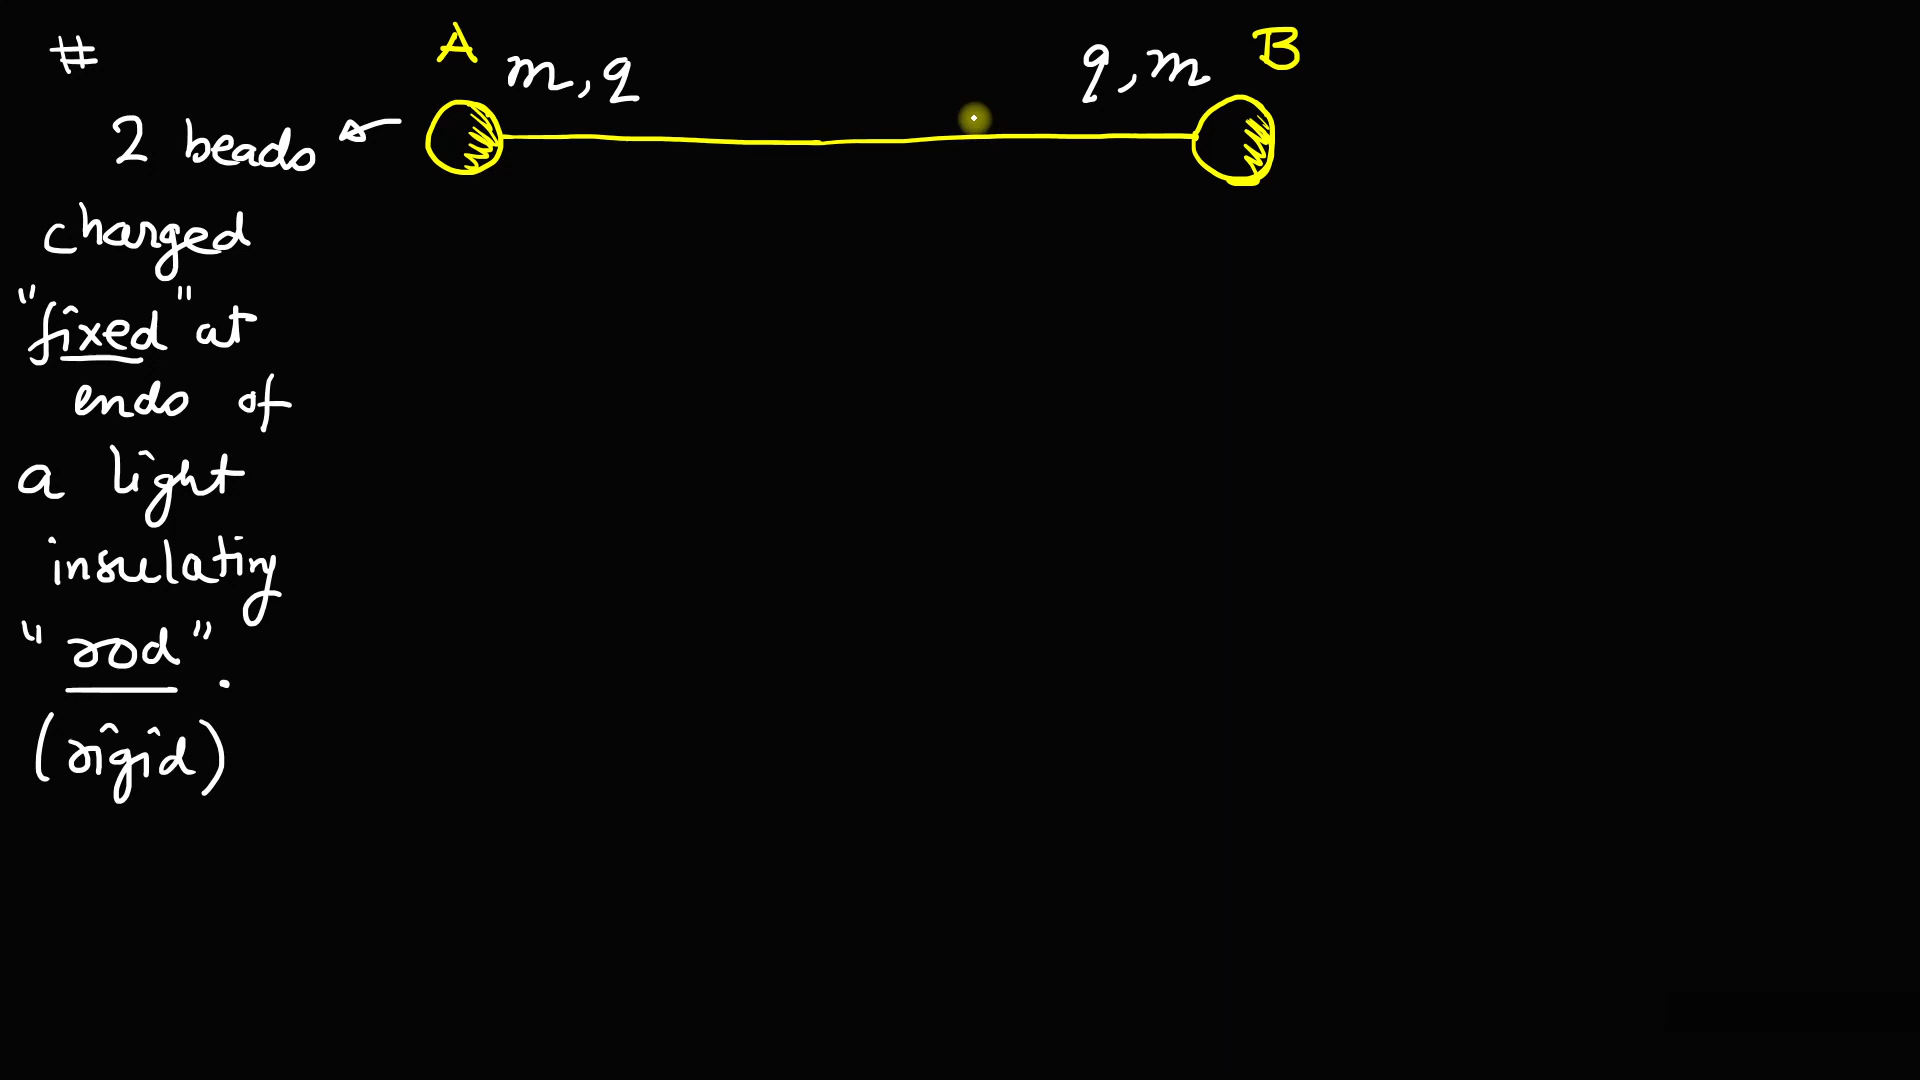 #
A m,q q,m B
2 beads
charged
"fixed" at
ends of
a light
insulating
"rod".
(rigid)